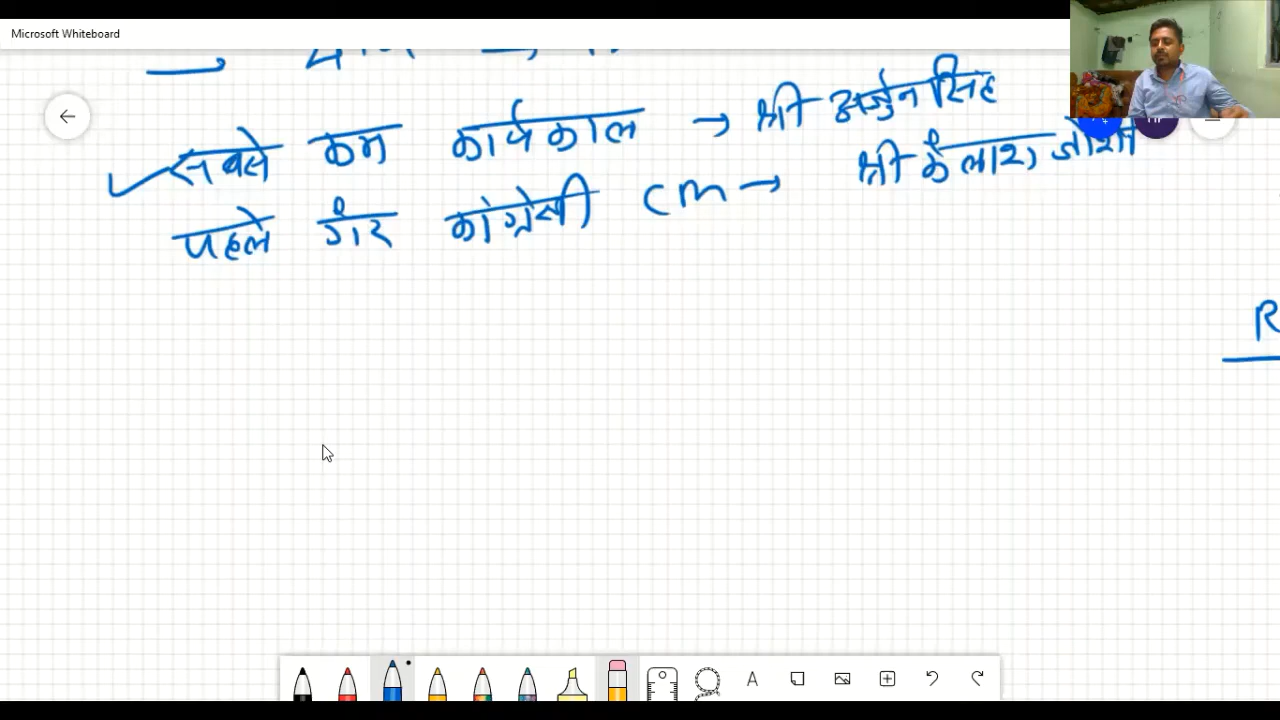 Microsoft Whiteboard
सबसे कम कार्यकाल → श्री अर्जुन सिंह
पहले गैर कांग्रेसी CM → श्री कैलाश जोशी
R